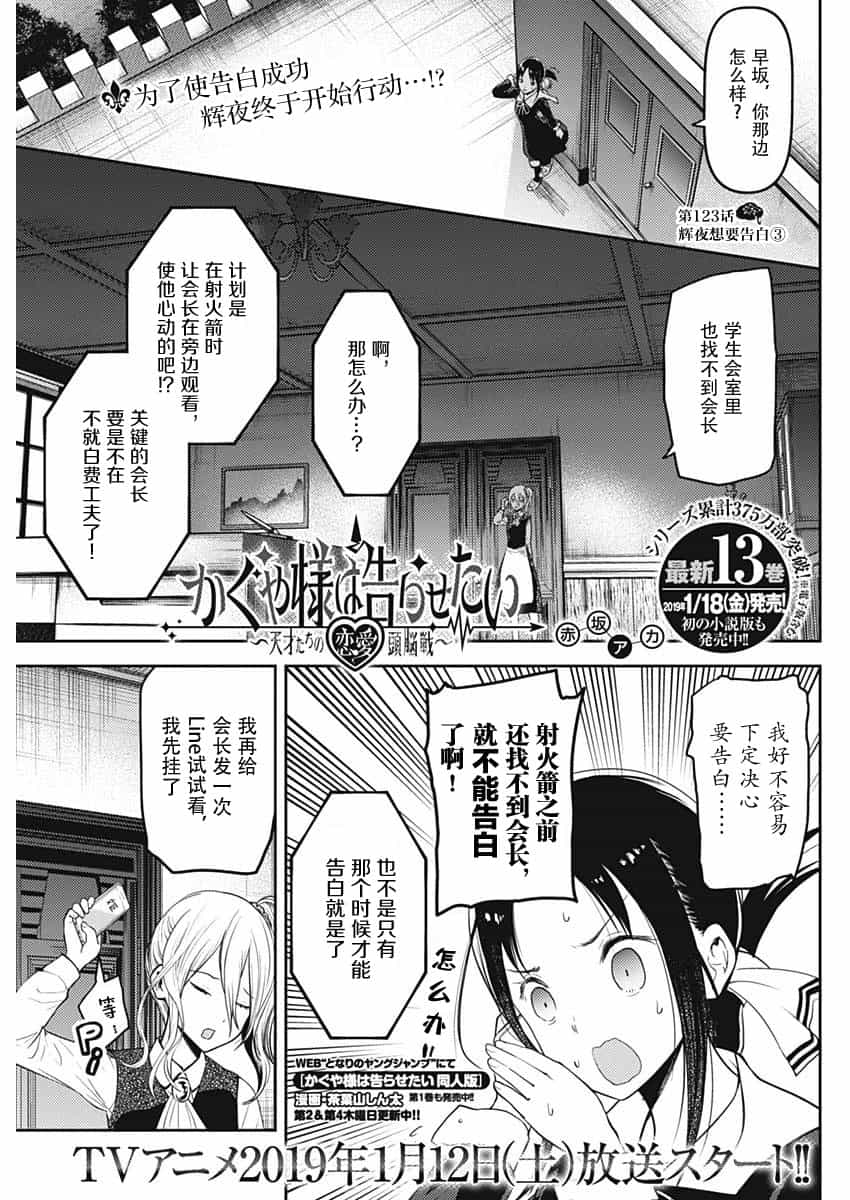 早坂，你那边
怎么样？
为了使告白成功
辉夜终于开始行动…!?
第123话
辉夜想要告白③
学生会室里
也找不到会长
啊，
那怎么办…？
计划是
在射火箭时
让会长在旁边观看，
使他心动的吧!?
关键的会长
要是不在
不就白费工夫了！
かぐや様は告らせたい
～天才たちの恋愛頭脳戦～
赤坂アカ
シリーズ累計375万部突破！
最新13巻
2019年1/18(金)発売!
初の小説版も
発売中!!
我好不容易
下定决心
要告白……
射火箭之前
还找不到会长，
就不能告白
了啊！
也不是只有
那个时候才能
告白就是了
怎么办!!
我再给
会长发一次
Line试试看，
我先挂了
等…
Pi
WEB“となりのヤングジャンプ”にて
[かぐや様は告らせたい 同人版]
漫画：茶葉山しん太 第1巻も発売中!!
第2&第4木曜日更新中!!
TVアニメ2019年1月12日(土)放送スタート!!